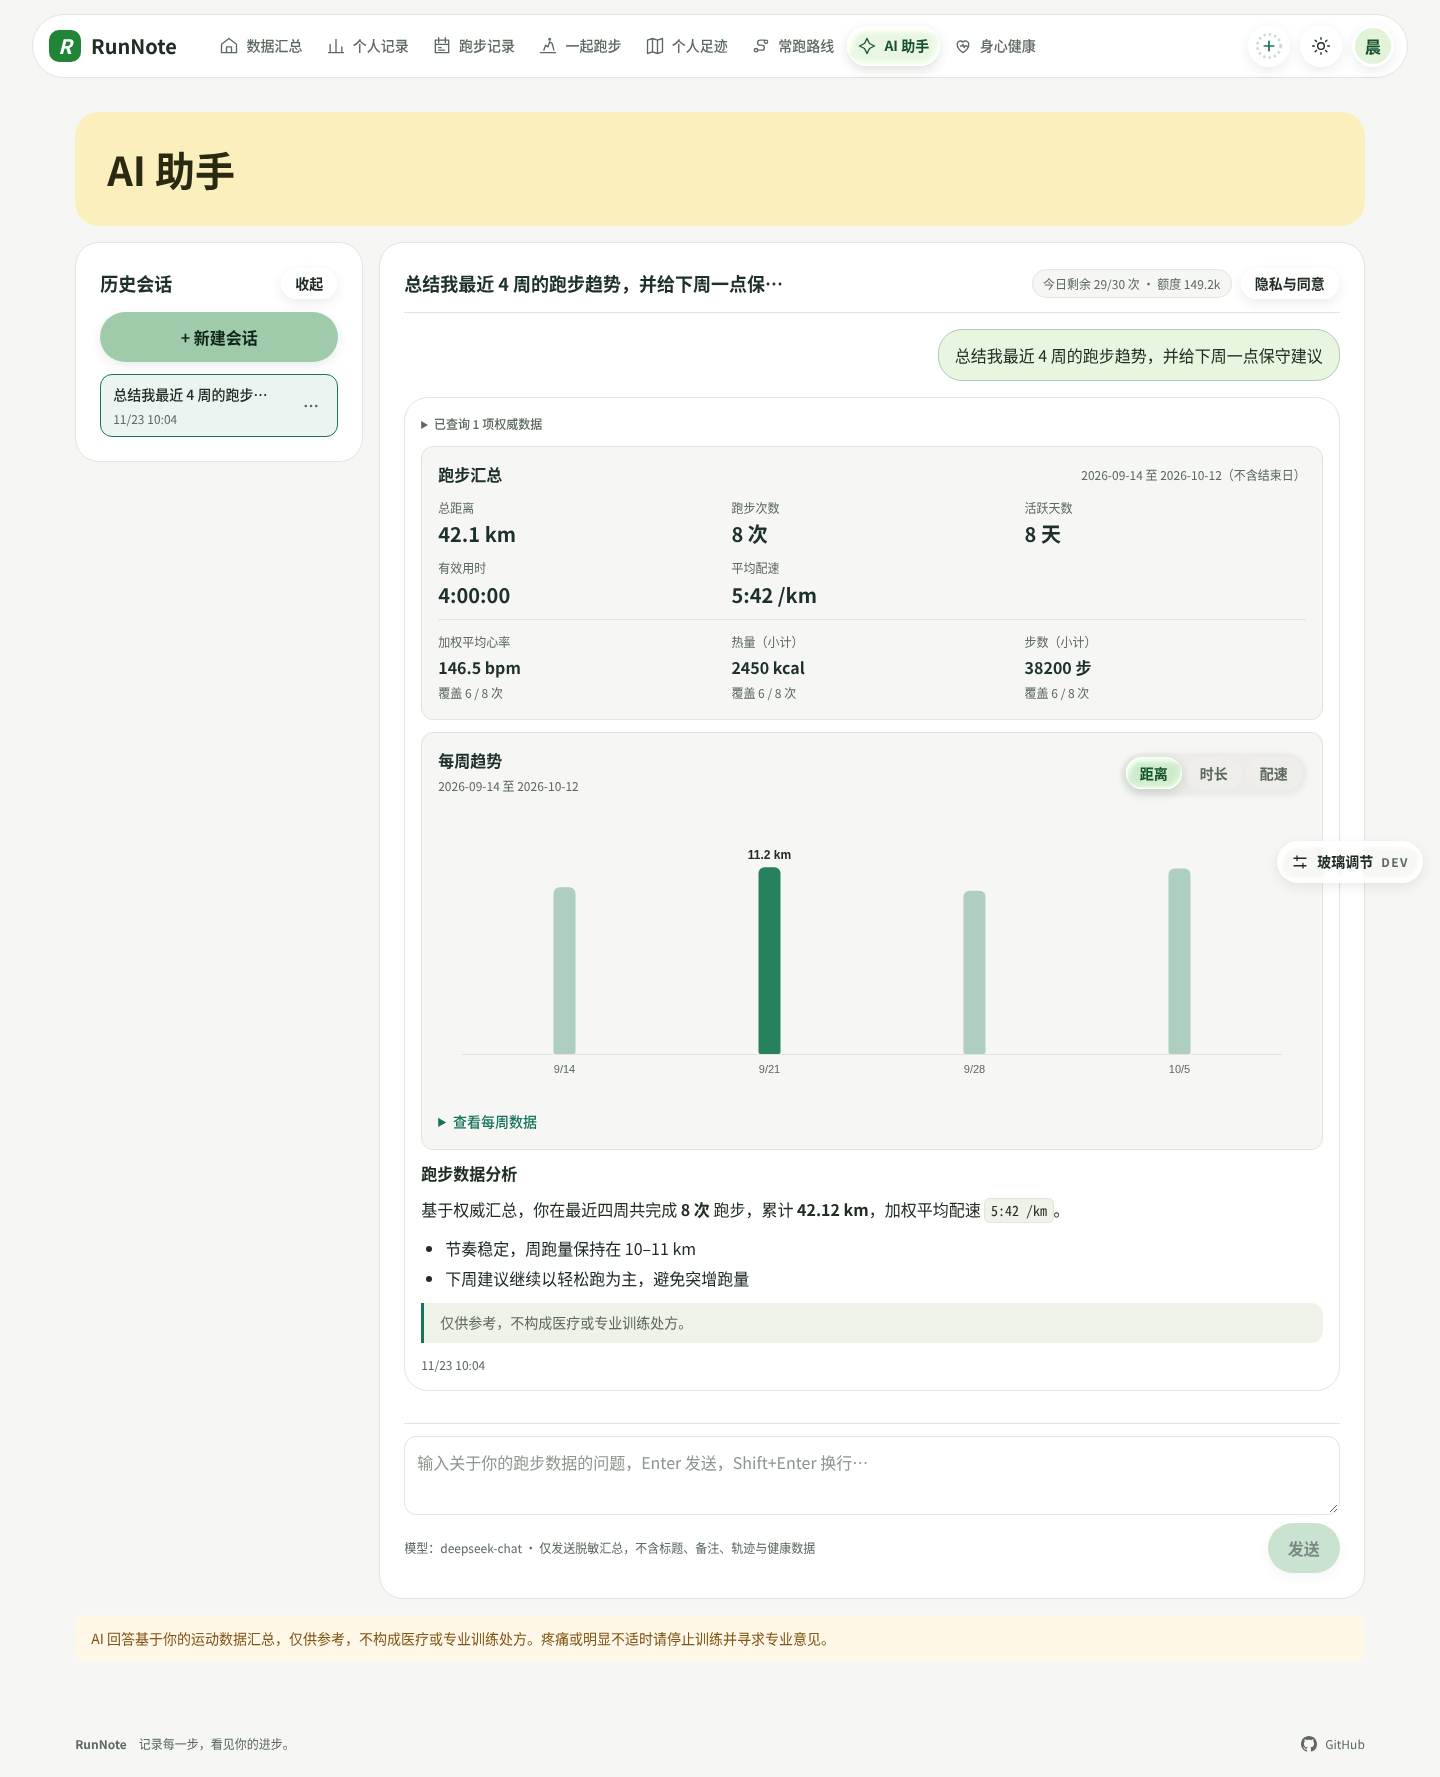 R RunNote 数据汇总 个人记录 跑步记录 一起跑步 个人足迹 常跑路线 AI 助手 身心健康 晨
AI 助手
历史会话 收起
+ 新建会话
总结我最近 4 周的跑步…
11/23 10:04
总结我最近 4 周的跑步趋势，并给下周一点保… 今日剩余 29/30 次 · 额度 149.2k 隐私与同意
总结我最近 4 周的跑步趋势，并给下周一点保守建议
已查询 1 项权威数据
跑步汇总 2026-09-14 至 2026-10-12（不含结束日）
总距离 跑步次数 活跃天数
42.1 km 8 次 8 天
有效用时 平均配速
4:00:00 5:42 /km
加权平均心率 热量（小计） 步数（小计）
146.5 bpm 2450 kcal 38200 步
覆盖 6 / 8 次 覆盖 6 / 8 次 覆盖 6 / 8 次
每周趋势
2026-09-14 至 2026-10-12
距离 时长 配速
11.2 km
9/14 9/21 9/28 10/5
玻璃调节 DEV
查看每周数据
跑步数据分析
基于权威汇总，你在最近四周共完成 8 次 跑步，累计 42.12 km，加权平均配速 5:42 /km。
• 节奏稳定，周跑量保持在 10–11 km
• 下周建议继续以轻松跑为主，避免突增跑量
仅供参考，不构成医疗或专业训练处方。
11/23 10:04
输入关于你的跑步数据的问题，Enter 发送，Shift+Enter 换行…
模型：deepseek-chat · 仅发送脱敏汇总，不含标题、备注、轨迹与健康数据 发送
AI 回答基于你的运动数据汇总，仅供参考，不构成医疗或专业训练处方。疼痛或明显不适时请停止训练并寻求专业意见。
RunNote 记录每一步，看见你的进步。 GitHub